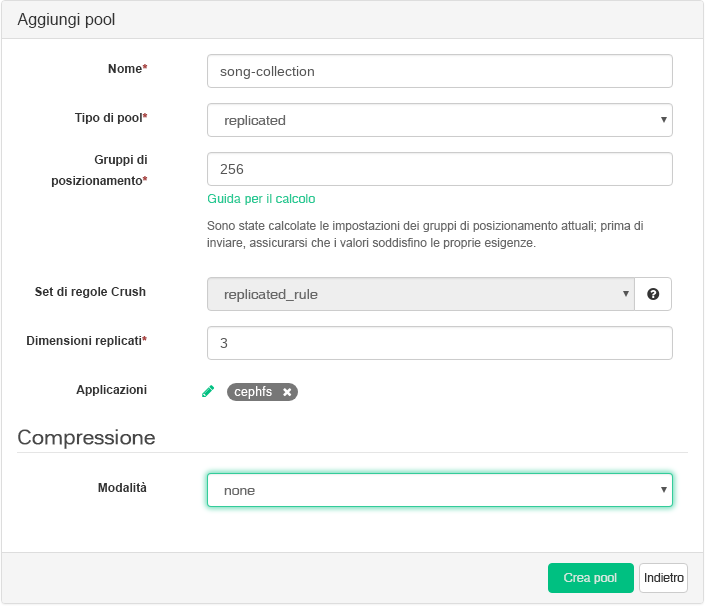 Aggiungi pool
Nome*
song-collection
Tipo di pool*
replicated
Gruppi di
posizionamento*
256
Guida per il calcolo
Sono state calcolate le impostazioni dei gruppi di posizionamento attuali; prima di
inviare, assicurarsi che i valori soddisfino le proprie esigenze.
Set di regole Crush
replicated_rule
Dimensioni replicati*
3
Applicazioni
cephfs
Compressione
Modalità
none
Crea pool
Indietro